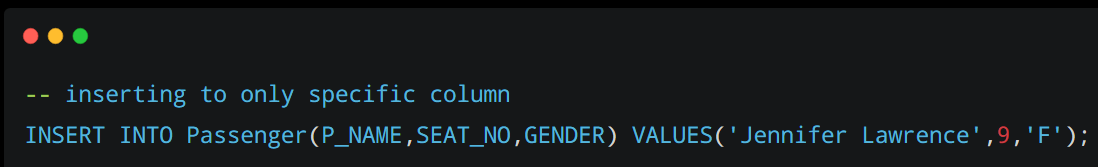 -- inserting to only specific column
INSERT INTO Passenger(P_NAME,SEAT_NO,GENDER) VALUES('Jennifer Lawrence',9,'F');